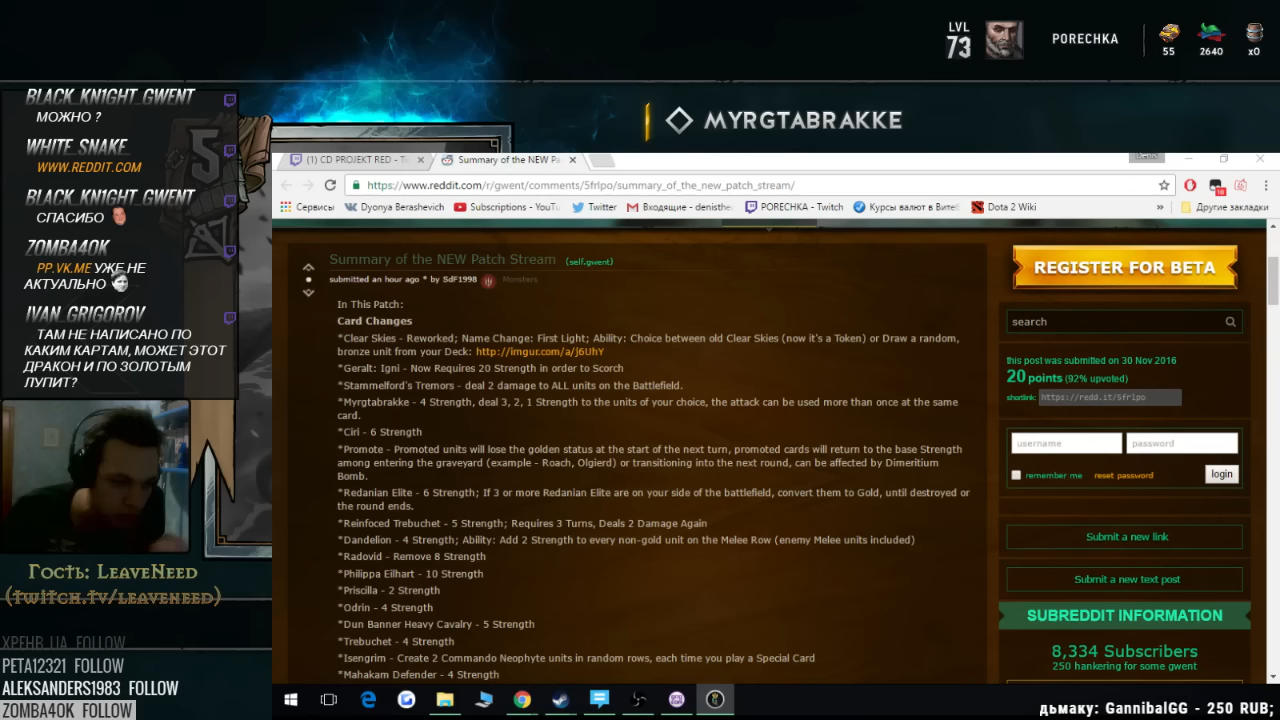 LVL
73
PORECHKA
55
2640
x0
MYRGTABRAKKE
BLACK_KN1GHT_GWENT
МОЖНО ?
WHITE_SNAKE_
WWW.REDDIT.COM
BLACK_KN1GHT_GWENT
СПАСИБО
ZOMBA4OK
PP.VK.ME УЖЕ НЕ
АКТУАЛЬНО
IVAN_GRIGOROV
ТАМ НЕ НАПИСАНО ПО
КАКИМ КАРТАМ, МОЖЕТ ЭТОТ
ДРАКОН И ПО ЗОЛОТЫМ
ЛУПИТ?
Гость: LeaveNeed
(twitch.tv/leaveneed)
XPEHB_UA FOLLOW
PETA12321 FOLLOW
ALEKSANDERS1983 FOLLOW
ZOMBA4OK FOLLOW
(1) CD PROJEKT RED - T
Summary of the NEW Pa
Denis
https://www.reddit.com/r/gwent/comments/5frlpo/summary_of_the_new_patch_stream/
Сервисы
Dyonya Berashevich
Subscriptions - YouTu
Twitter
Входящие - denisthe
PORECHKA - Twitch
Курсы валют в Вите
Dota 2 Wiki
»
Другие закладки
Summary of the NEW Patch Stream (self.gwent)
submitted an hour ago * by SdF1998 Monsters
In This Patch:
Card Changes
*Clear Skies - Reworked; Name Change: First Light; Ability: Choice between old Clear Skies (now it's a Token) or Draw a random,
bronze unit from your Deck: http://imgur.com/a/j6UhY
*Geralt: Igni - Now Requires 20 Strength in order to Scorch
*Stammelford's Tremors - deal 2 damage to ALL units on the Battlefield.
*Myrgtabrakke - 4 Strength, deal 3, 2, 1 Strength to the units of your choice, the attack can be used more than once at the same
card.
*Ciri - 6 Strength
*Promote - Promoted units will lose the golden status at the start of the next turn, promoted cards will return to the base Strength
among entering the graveyard (example - Roach, Olgierd) or transitioning into the next round, can be affected by Dimeritium
Bomb.
*Redanian Elite - 6 Strength; If 3 or more Redanian Elite are on your side of the battlefield, convert them to Gold, until destroyed or
the round ends.
*Reinfoced Trebuchet - 5 Strength; Requires 3 Turns, Deals 2 Damage Again
*Dandelion - 4 Strength; Ability: Add 2 Strength to every non-gold unit on the Melee Row (enemy Melee units included)
*Radovid - Remove 8 Strength
*Philippa Eilhart - 10 Strength
*Priscilla - 2 Strength
*Odrin - 4 Strength
*Dun Banner Heavy Cavalry - 5 Strength
*Trebuchet - 4 Strength
*Isengrim - Create 2 Commando Neophyte units in random rows, each time you play a Special Card
*Mahakam Defender - 4 Strength
REGISTER FOR BETA
search
this post was submitted on 30 Nov 2016
20 points (92% upvoted)
shortlink: https://redd.it/5frlpo
username
password
remember me
reset password
login
Submit a new link
Submit a new text post
SUBREDDIT INFORMATION
8,334 Subscribers
250 hankering for some gwent
дьмаку: GannibalGG - 250 RUB;